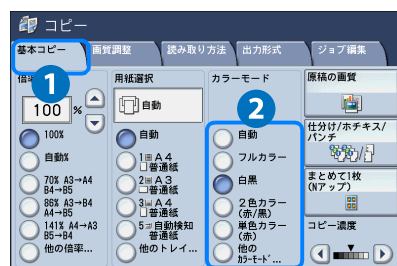 コピー
基本コピー
画質調整
読み取り方法
出力形式
ジョブ編集
1
100 %
100%
自動%
70% A3→A4
B4→B5
86% A3→B4
A4→B5
141% A4→A3
B5→B4
他の倍率...
用紙選択
自動
自動
1 A4
普通紙
2 A3
普通紙
3 A4
普通紙
5 自動検知
普通紙
他のトレイ...
カラーモード
2
自動
フルカラー
白黒
2色カラー
(赤/黒)
単色カラー
(赤)
他の
ｶﾗｰﾓｰﾄﾞ...
原稿の画質
仕分け/ホチキス/
パンチ
まとめて1枚
(Nアップ)
コピー濃度